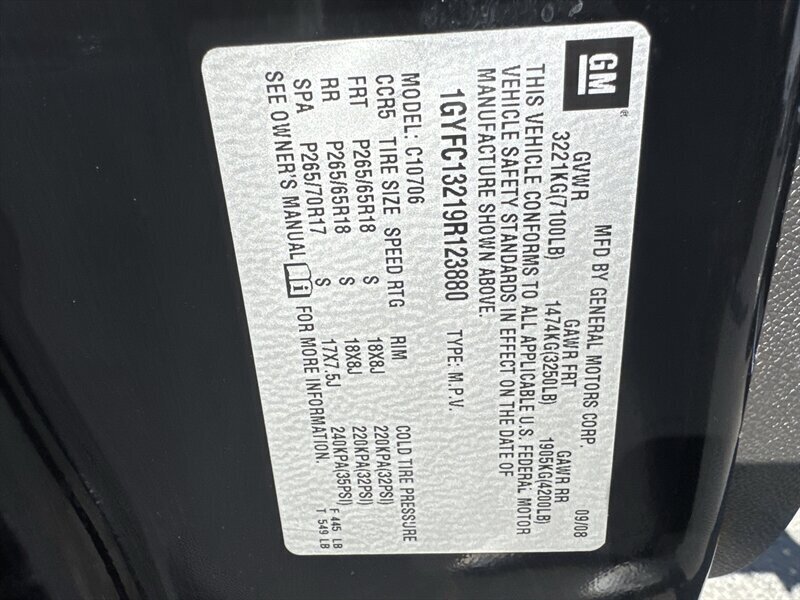 GM
®
MFD BY GENERAL MOTORS CORP. 09/08
GVWR GAWR FRT GAWR RR
3221KG(7100LB) 1474KG(3250LB) 1905KG(4200LB)
THIS VEHICLE CONFORMS TO ALL APPLICABLE U.S. FEDERAL MOTOR
VEHICLE SAFETY STANDARDS IN EFFECT ON THE DATE OF
MANUFACTURE SHOWN ABOVE.
1GYFC13219R123880 TYPE: M.P.V.
MODEL: C10706
CCR5 TIRE SIZE SPEED RTG RIM COLD TIRE PRESSURE
FRT P265/65R18 S 18X8J 220KPA(32PSI)
RR P265/65R18 S 18X8J 220KPA(32PSI)
SPA P265/70R17 S 17X7.5J 240KPA(35PSI) F 445 LB
SEE OWNER'S MANUAL i FOR MORE INFORMATION. T 549 LB